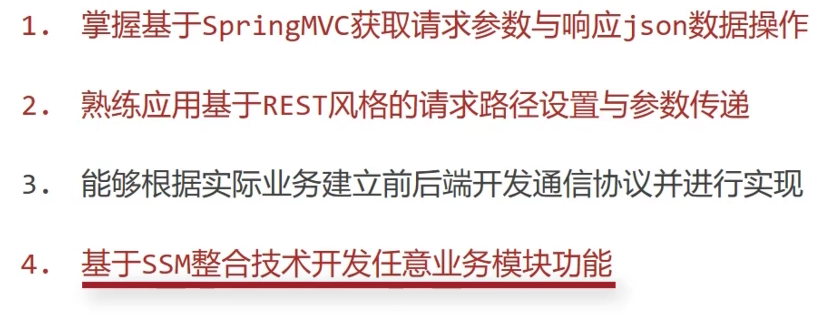 1. 掌握基于SpringMVC获取请求参数与响应json数据操作
2. 熟练应用基于REST风格的请求路径设置与参数传递
3. 能够根据实际业务建立前后端开发通信协议并进行实现
4. 基于SSM整合技术开发任意业务模块功能